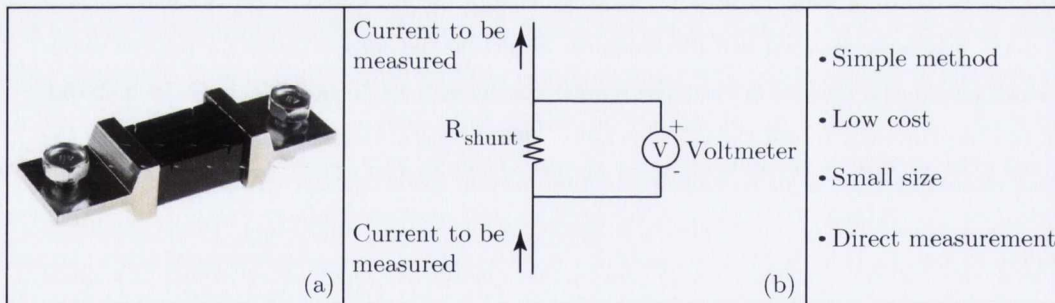 (a)
Current to be
measured
R_shunt
+
V
-
Voltmeter
Current to be
measured
(b)
• Simple method
• Low cost
• Small size
• Direct measurement